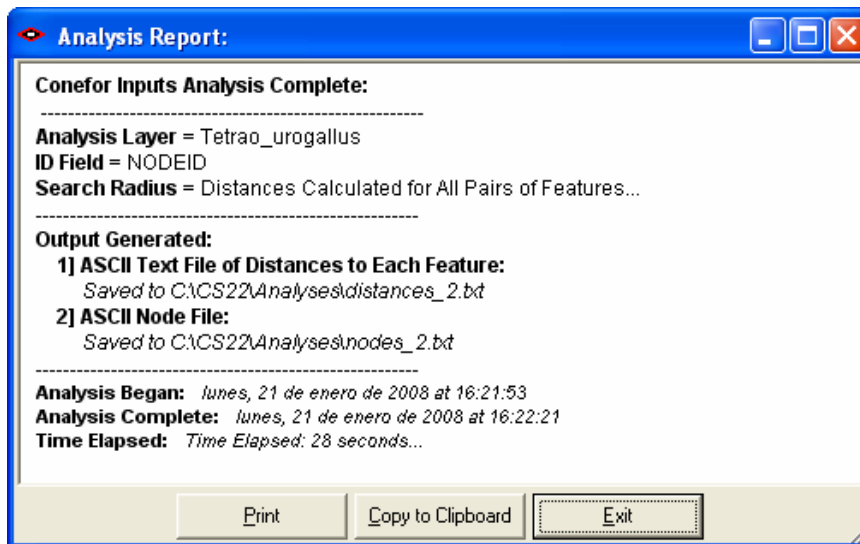 Analysis Report:
Conefor Inputs Analysis Complete:
--------------------------------------------------------
Analysis Layer = Tetrao_urogallus
ID Field = NODEID
Search Radius = Distances Calculated for All Pairs of Features...
--------------------------------------------------------
Output Generated:
1] ASCII Text File of Distances to Each Feature:
Saved to C:\CS22\Analyses\distances_2.txt
2] ASCII Node File:
Saved to C:\CS22\Analyses\nodes_2.txt
--------------------------------------------------------
Analysis Began: lunes, 21 de enero de 2008 at 16:21:53
Analysis Complete: lunes, 21 de enero de 2008 at 16:22:21
Time Elapsed: Time Elapsed: 28 seconds...
Print Copy to Clipboard Exit